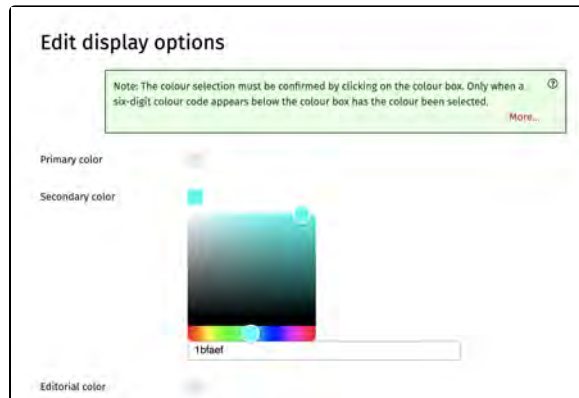 Edit display options
Note: The colour selection must be confirmed by clicking on the colour box. Only when a
six-digit colour code appears below the colour box has the colour been selected.
More...
Primary color
Secondary color
1bfaef
Editorial color